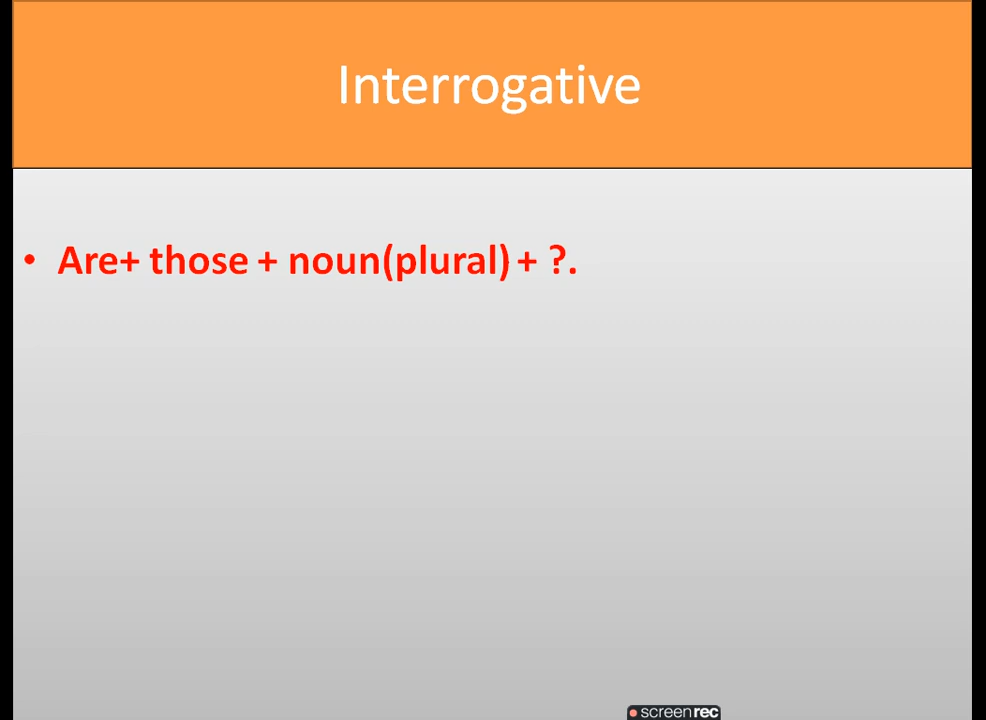 Interrogative
• Are+ those + noun(plural) + ?.
screenrec